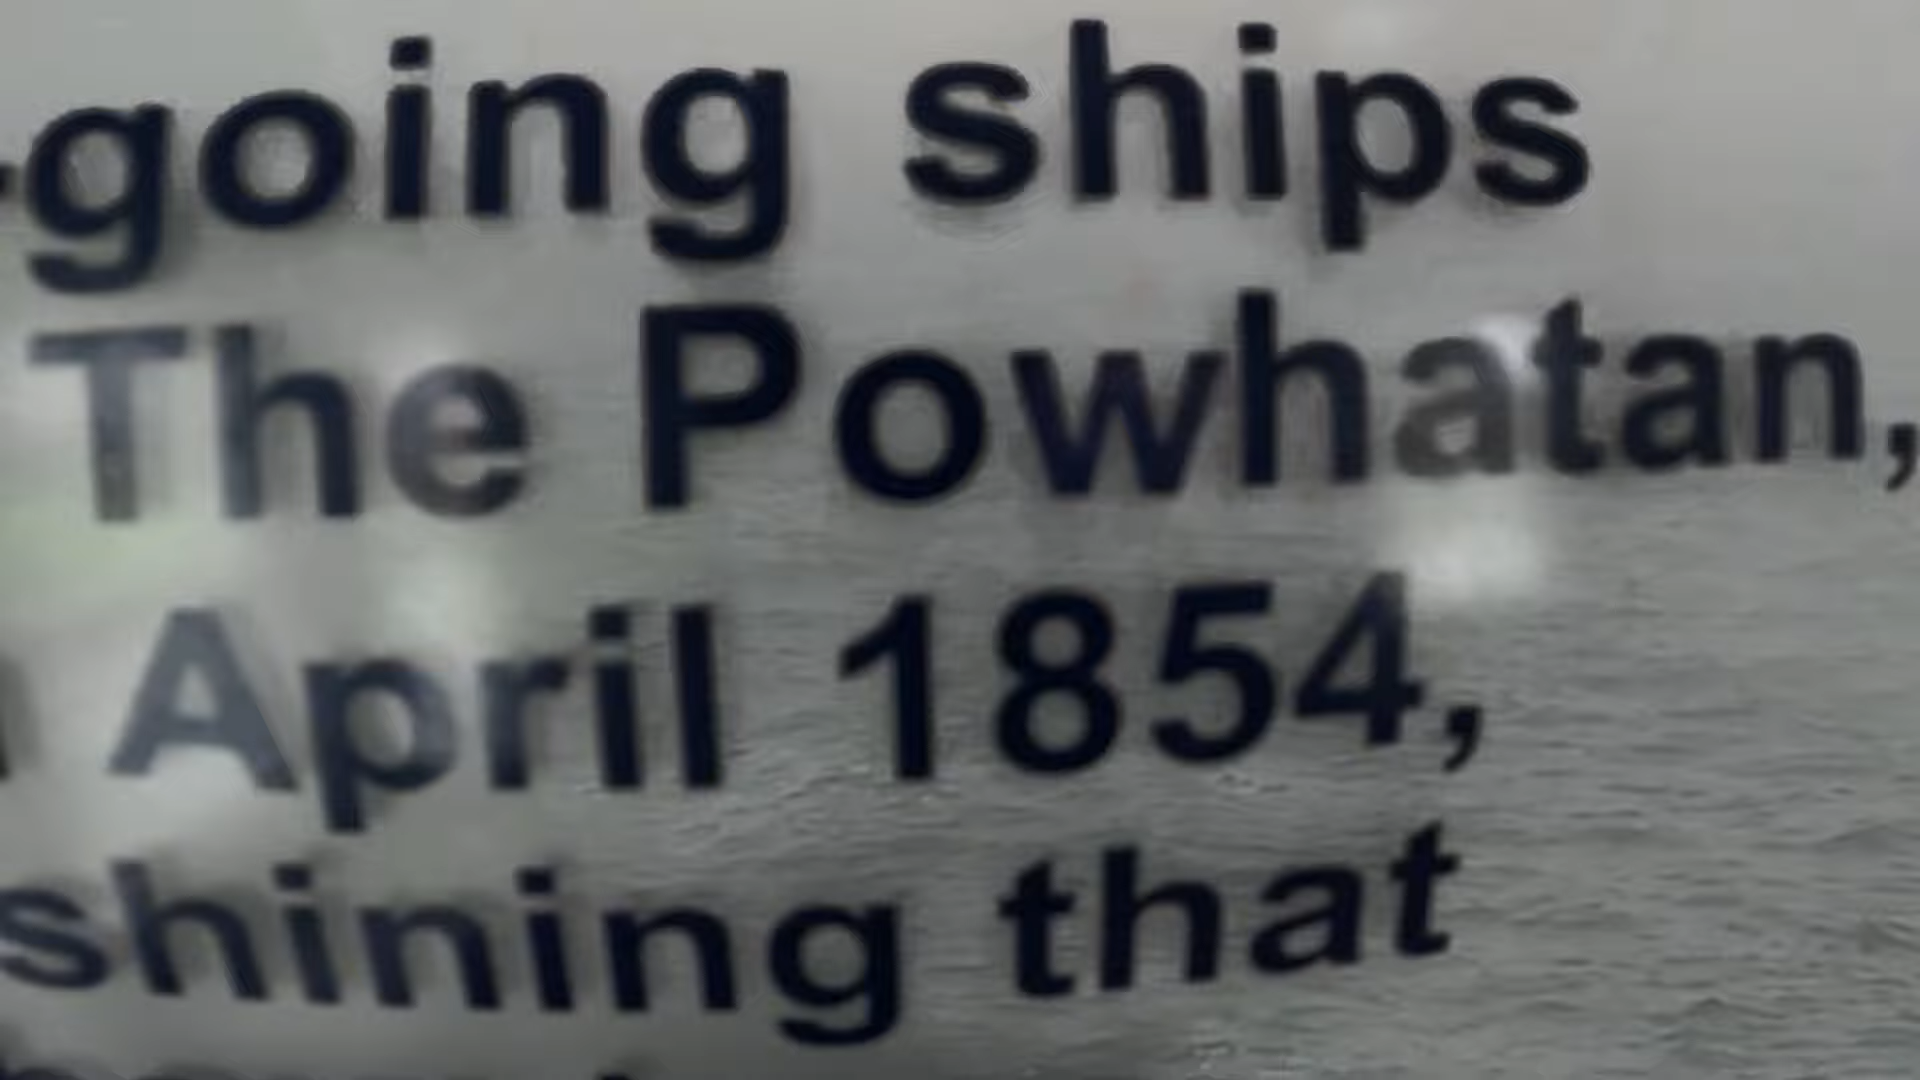 -going ships
The Powhatan,
April 1854,
shining that